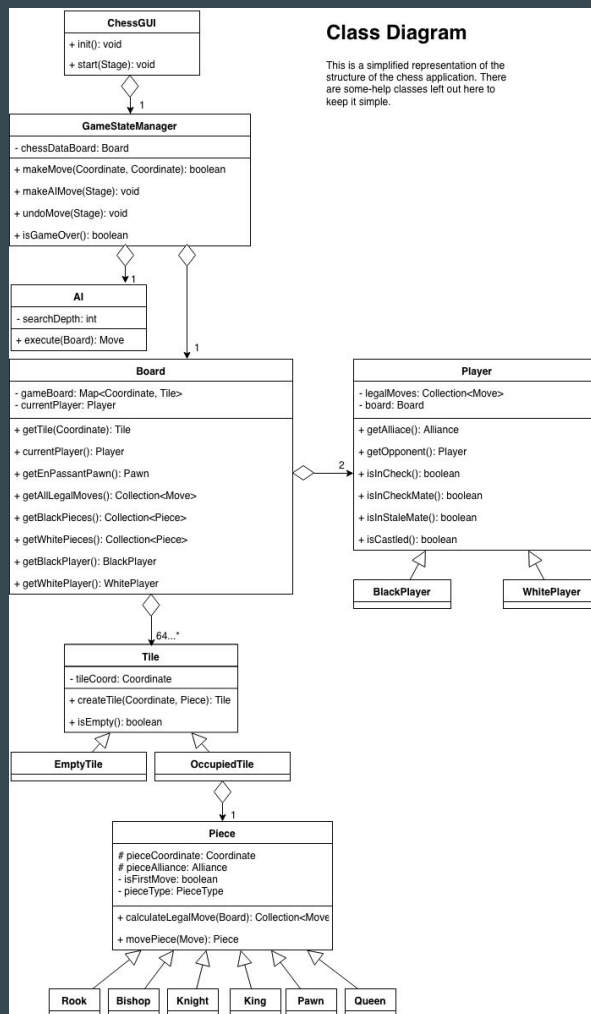 ChessGUI
+ init(): void
+ start(Stage): void
Class Diagram
This is a simplified representation of the
structure of the chess application. There
are some-help classes left out here to
keep it simple.
1
GameStateManager
- chessDataBoard: Board
+ makeMove(Coordinate, Coordinate): boolean
+ makeAIMove(Stage): void
+ undoMove(Stage): void
+ isGameOver(): boolean
1
AI
- searchDepth: int
+ execute(Board): Move
1
Board
- gameBoard: Map<Coordinate, Tile>
- currentPlayer: Player
+ getTile(Coordinate): Tile
+ currentPlayer(): Player
+ getEnPassantPawn(): Pawn
+ getAllLegalMoves(): Collection<Move>
+ getBlackPieces(): Collection<Piece>
+ getWhitePieces(): Collection<Piece>
+ getBlackPlayer(): BlackPlayer
+ getWhitePlayer(): WhitePlayer
2
Player
- legalMoves: Collection<Move>
- board: Board
+ getAlliace(): Alliance
+ getOpponent(): Player
+ isInCheck(): boolean
+ isInCheckMate(): boolean
+ isInStaleMate(): boolean
+ isCastled(): boolean
BlackPlayer
WhitePlayer
64...*
Tile
- tileCoord: Coordinate
+ createTile(Coordinate, Piece): Tile
+ isEmpty(): boolean
EmptyTile
OccupiedTile
1
Piece
# pieceCoordinate: Coordinate
# pieceAlliance: Alliance
- isFirstMove: boolean
- pieceType: PieceType
+ calculateLegalMove(Board): Collection<Move
+ movePiece(Move): Piece
Rook
Bishop
Knight
King
Pawn
Queen